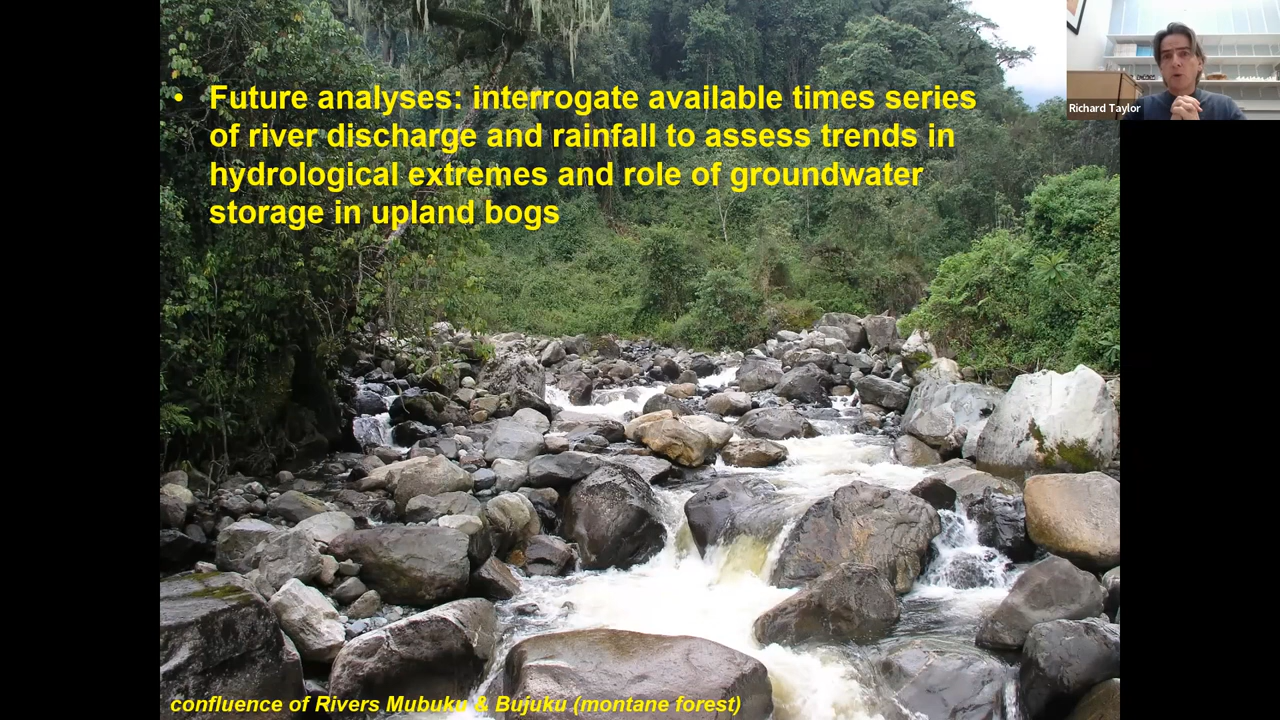 • Future analyses: interrogate available times series
of river discharge and rainfall to assess trends in
hydrological extremes and role of groundwater
storage in upland bogs
Richard Taylor
confluence of Rivers Mubuku & Bujuku (montane forest)